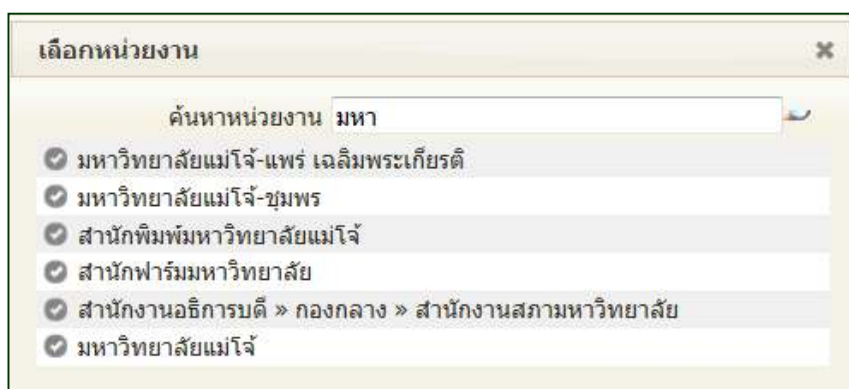 เลือกหน่วยงาน
ค้นหาหน่วยงาน มหา
มหาวิทยาลัยแม่โจ้-แพร่ เฉลิมพระเกียรติ
มหาวิทยาลัยแม่โจ้-ชุมพร
สำนักพิมพ์มหาวิทยาลัยแม่โจ้
สำนักฟาร์มมหาวิทยาลัย
สำนักงานอธิการบดี » กองกลาง » สำนักงานสภามหาวิทยาลัย
มหาวิทยาลัยแม่โจ้